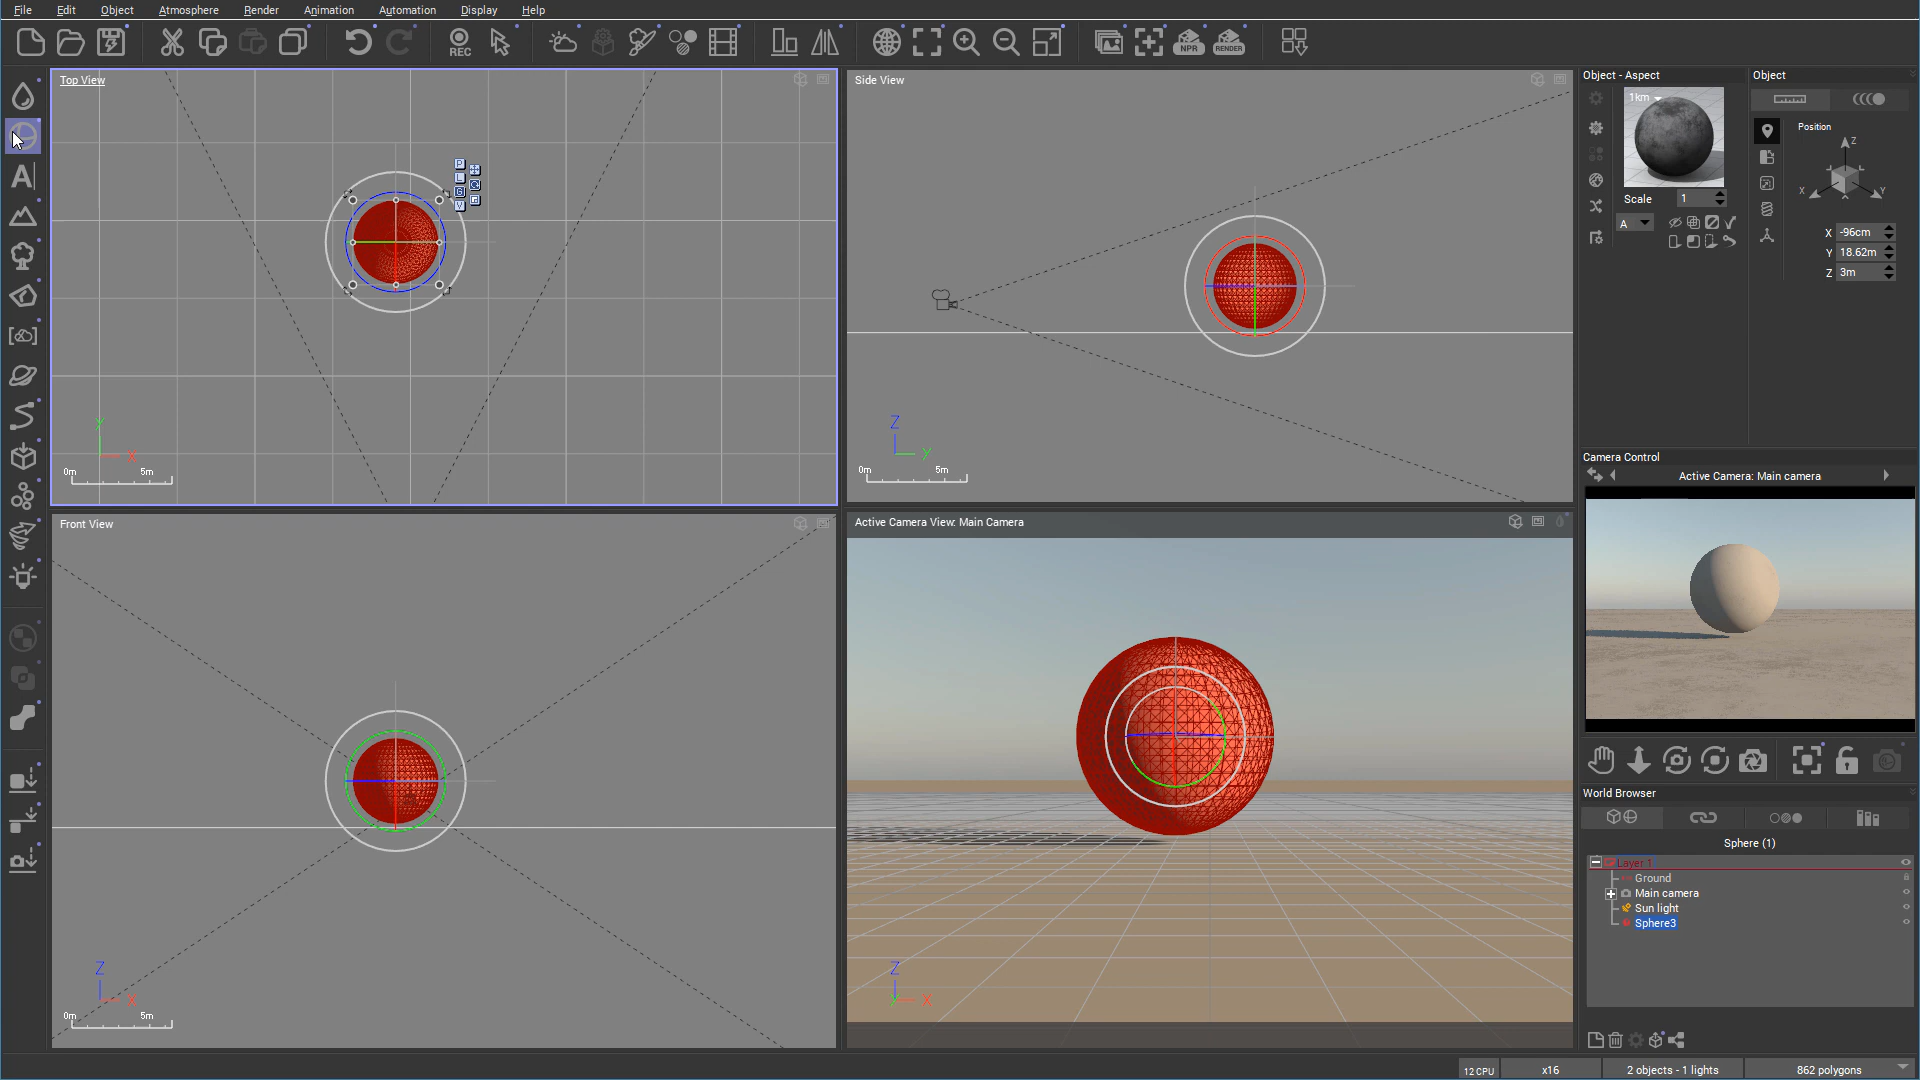 File Edit Object Atmosphere Render Animation Automation Display Help
REC
NPR
RENDER
Top View
P
L
G
V
Y
X
0m 5m
Side View
Z
Y
0m 5m
Front View
Z
X
0m 5m
Active Camera View: Main Camera
Z
Y X
A
Object - Aspect
1km
Scale 1
A
Object
Position
Z
X Y
X -96cm
Y 18.62m
Z 3m
Camera Control
Active Camera: Main camera
World Browser
Sphere (1)
Layer 1
Ground
Main camera
Sun light
Sphere3
12 CPU x16 2 objects - 1 lights 862 polygons